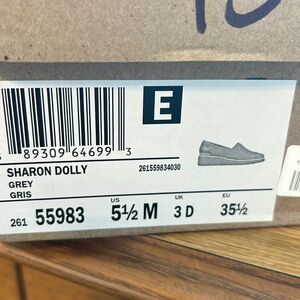 E
89309 64699 3
SHARON DOLLY
261559834030
GREY
GRIS
US
UK
EU
261 55983 5½ M 3 D 35½